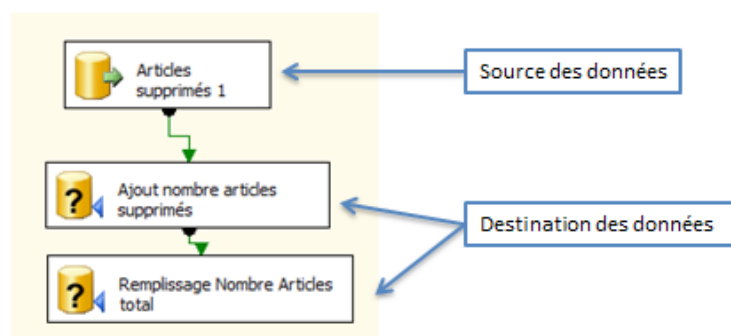 Articles
supprimés 1
Source des données
Ajout nombre articles
supprimés
Destination des données
Remplissage Nombre Articles
total